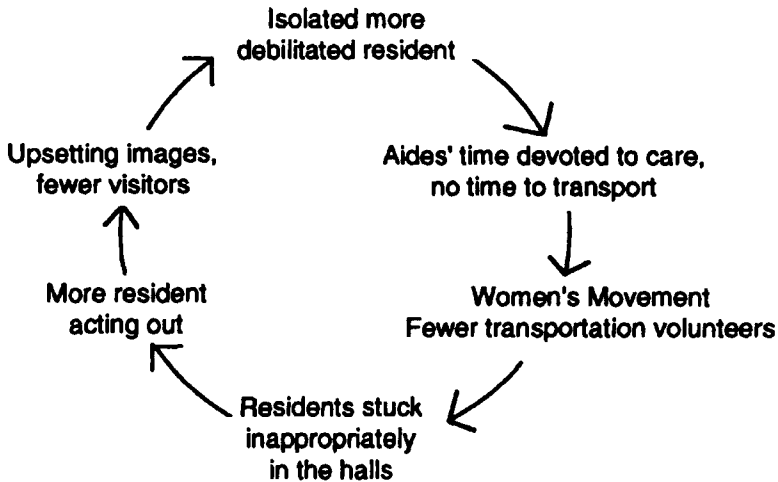 Isolated more
debilitated resident
Aides' time devoted to care,
no time to transport
Women's Movement
Fewer transportation volunteers
Residents stuck
inappropriately
in the halls
More resident
acting out
Upsetting images,
fewer visitors